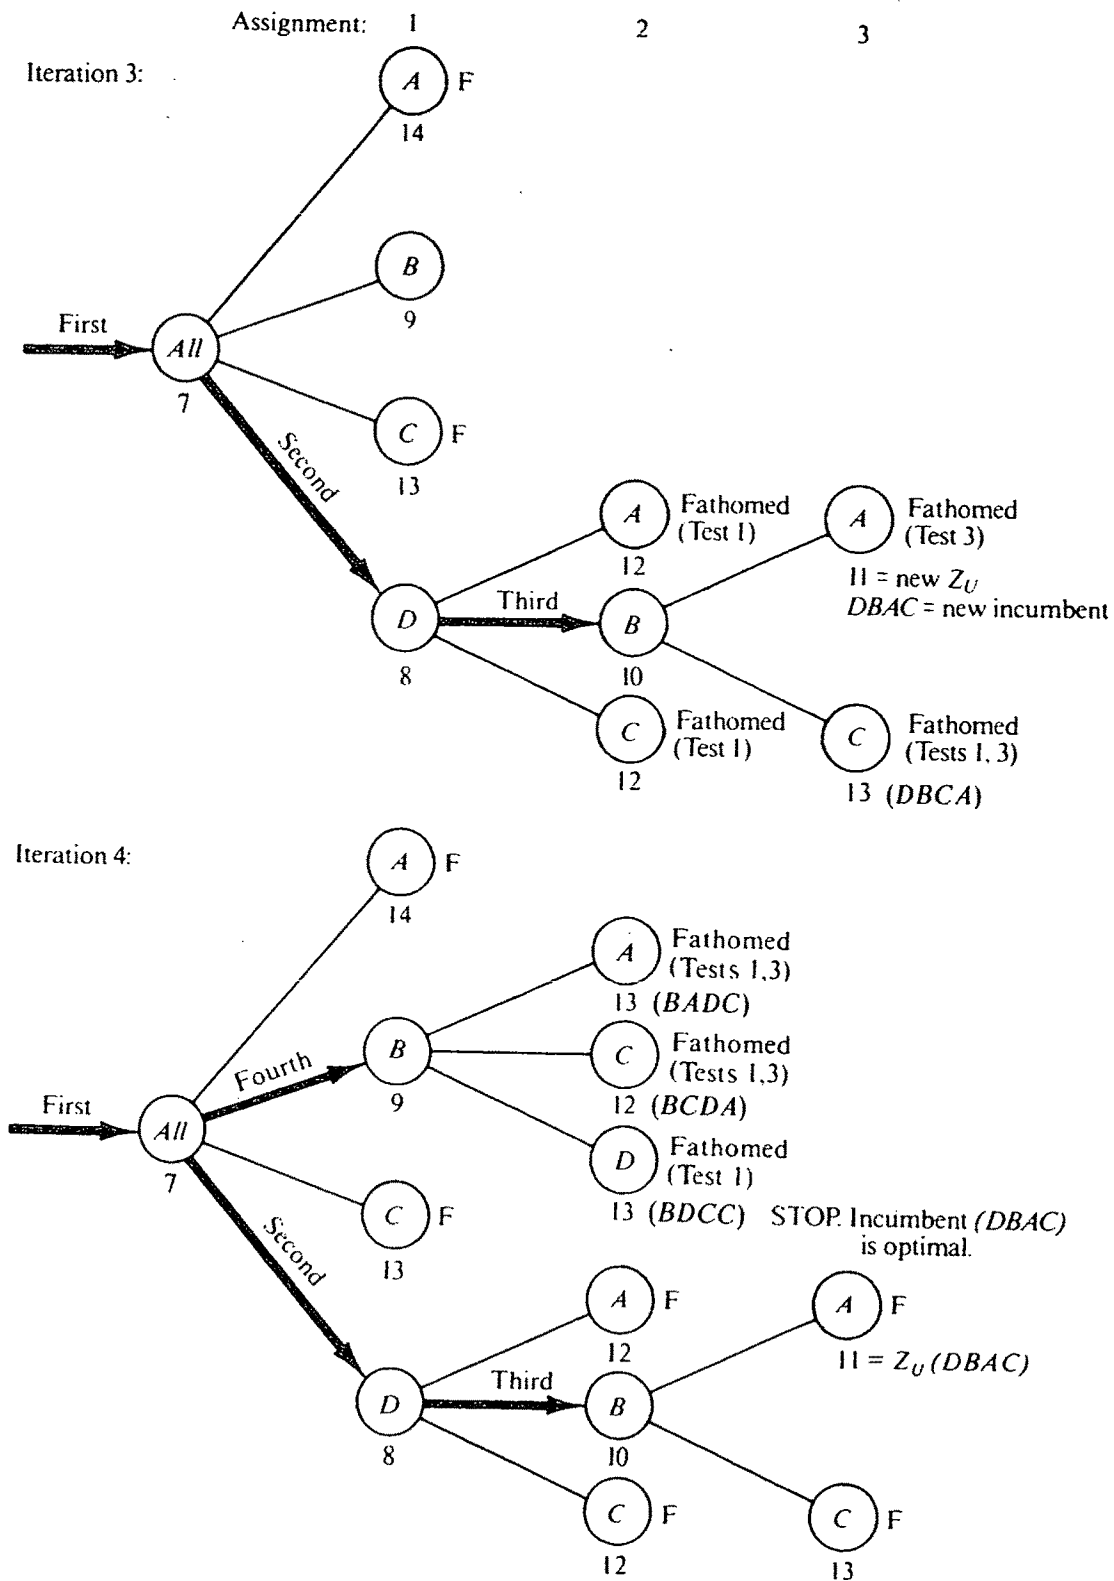 Assignment: 1 2 3
Iteration 3:
A F
14
B
9
First
All
7
C F
13
Second
A Fathomed
(Test 1)
12
A Fathomed
(Test 3)
11 = new Z_U
DBAC = new incumbent
D
8
Third
B
10
C Fathomed
(Test 1)
12
C Fathomed
(Tests 1, 3)
13 (DBCA)
Iteration 4:
A F
14
A Fathomed
(Tests 1,3)
13 (BADC)
Fourth
B
9
C Fathomed
(Tests 1,3)
12 (BCDA)
First
All
7
D Fathomed
(Test 1)
13 (BDCC) STOP. Incumbent (DBAC)
is optimal.
C F
13
Second
A F
12
A F
11 = Z_U (DBAC)
D
8
Third
B
10
C F
12
C F
13